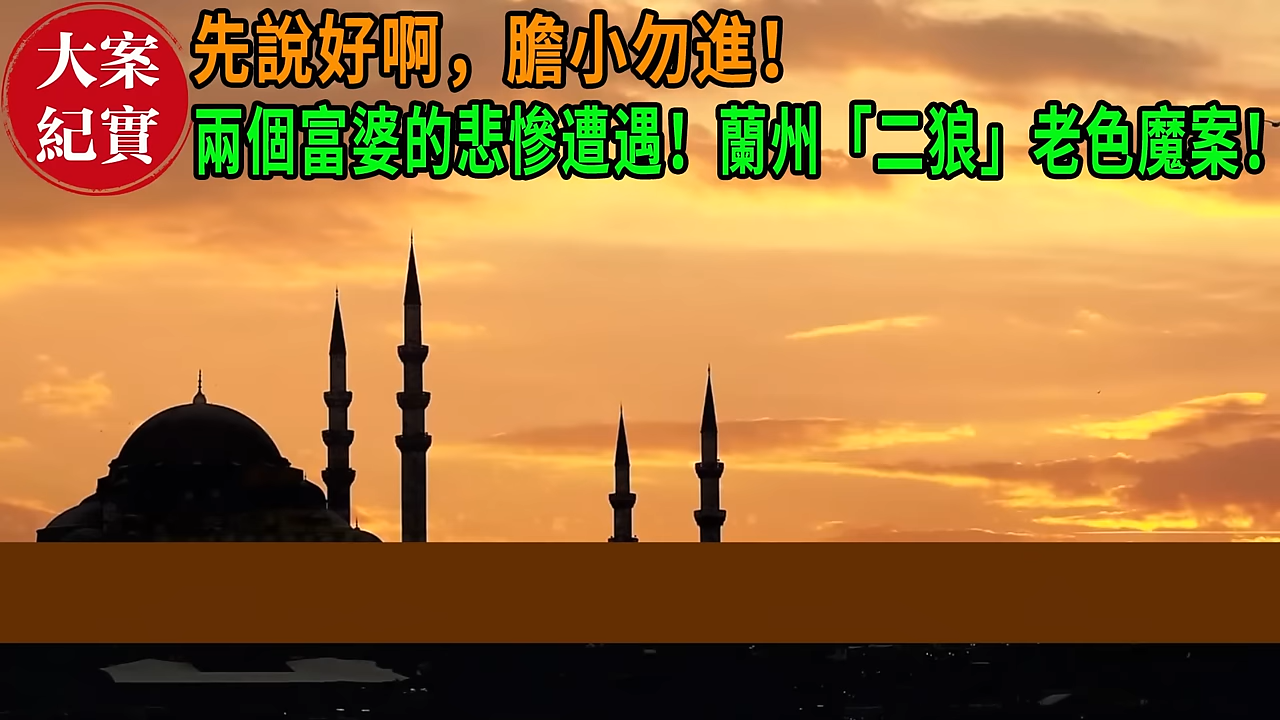 大案
紀實
先說好啊，膽小勿進！
兩個富婆的悲慘遭遇！蘭州「二狼」老色魔案！